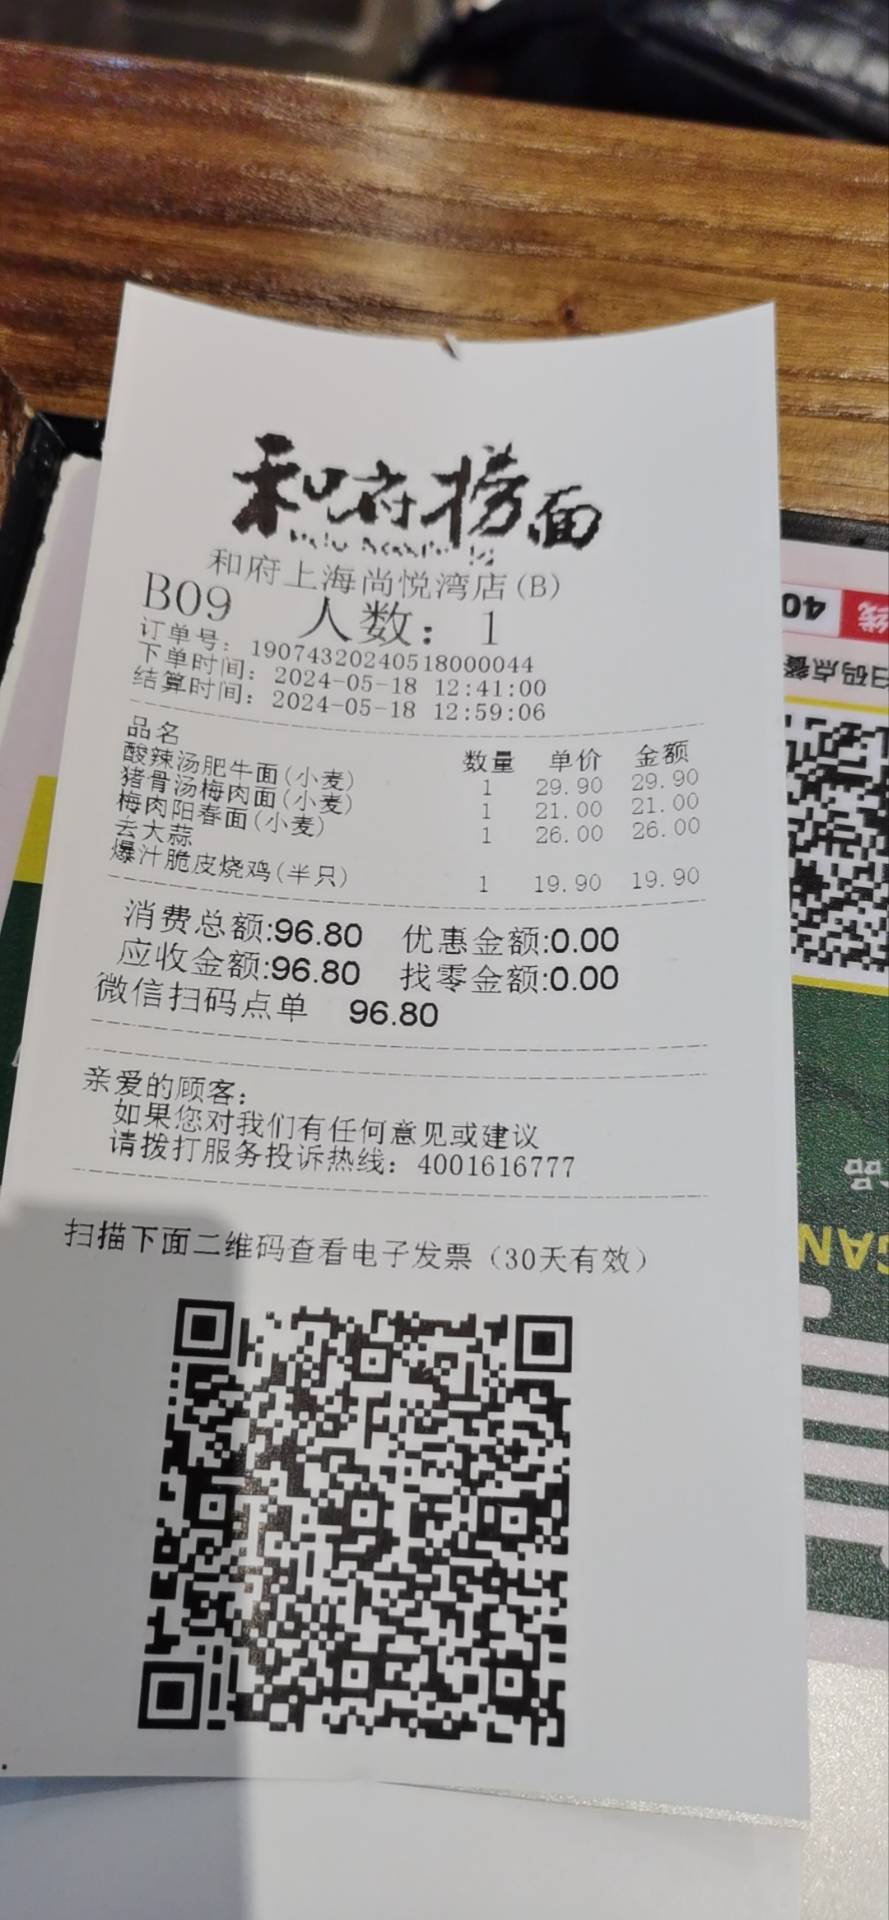 和府捞面
和府上海尚悦湾店(B)
B09 人数: 1
订单号: 19074320240518000044
下单时间: 2024-05-18 12:41:00
结算时间: 2024-05-18 12:59:06
品名 数量 单价 金额
酸辣汤肥牛面(小麦) 1 29.90 29.90
猪骨汤梅肉面(小麦) 1 21.00 21.00
梅肉阳春面(小麦) 1 26.00 26.00
去大蒜
爆汁脆皮烧鸡(半只) 1 19.90 19.90
消费总额:96.80 优惠金额:0.00
应收金额:96.80 找零金额:0.00
微信扫码点单 96.80
亲爱的顾客:
如果您对我们有任何意见或建议
请拨打服务投诉热线: 4001616777
扫描下面二维码查看电子发票(30天有效)
线
40
扫码点餐
品
GAN